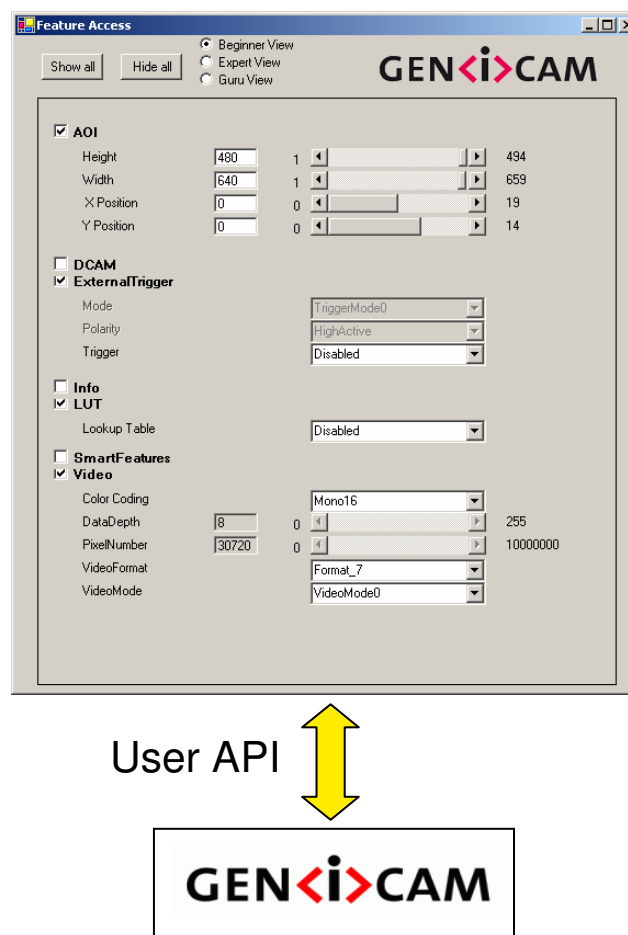 Feature Access
Show all Hide all
Beginner View
Expert View
Guru View
GEN<i>CAM
AOI
Height 480 1 494
Width 640 1 659
X Position 0 0 19
Y Position 0 0 14
DCAM
ExternalTrigger
Mode TriggerMode0
Polarity HighActive
Trigger Disabled
Info
LUT
Lookup Table Disabled
SmartFeatures
Video
Color Coding Mono16
DataDepth 8 0 255
PixelNumber 30720 0 10000000
VideoFormat Format_7
VideoMode VideoMode0
User API
GEN<i>CAM